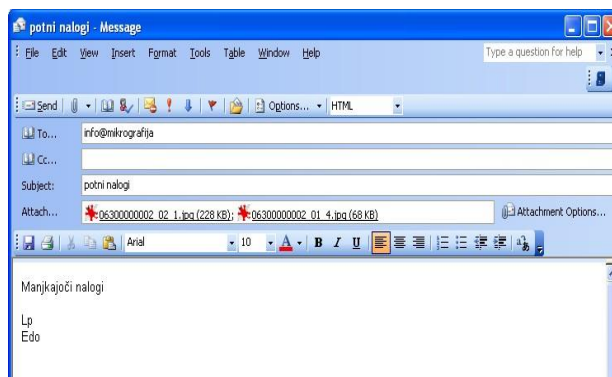 potni nalogi - Message
File Edit View Insert Format Tools Table Window Help Type a question for help
Send Options... HTML
To... info@mikrografija
Cc...
Subject: potni nalogi
Attach... 06300000002_02_1.jpg (228 KB); 06300000002_01_4.jpg (68 KB) Attachment Options...
Arial 10 A B I U
Manjkajoči nalogi
Lp
Edo